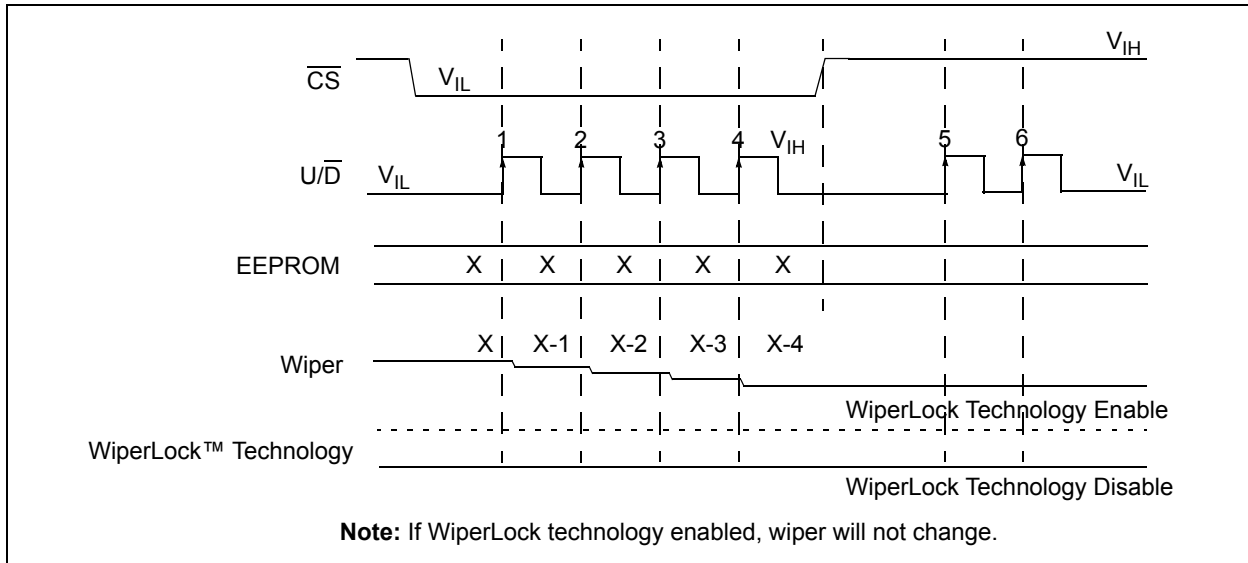 V_IH
CS V_IL
1 2 3 4 V_IH 5 6
U/D V_IL V_IL
EEPROM X X X X X
X X-1 X-2 X-3 X-4
Wiper
WiperLock Technology Enable
WiperLock™ Technology
WiperLock Technology Disable
Note: If WiperLock technology enabled, wiper will not change.